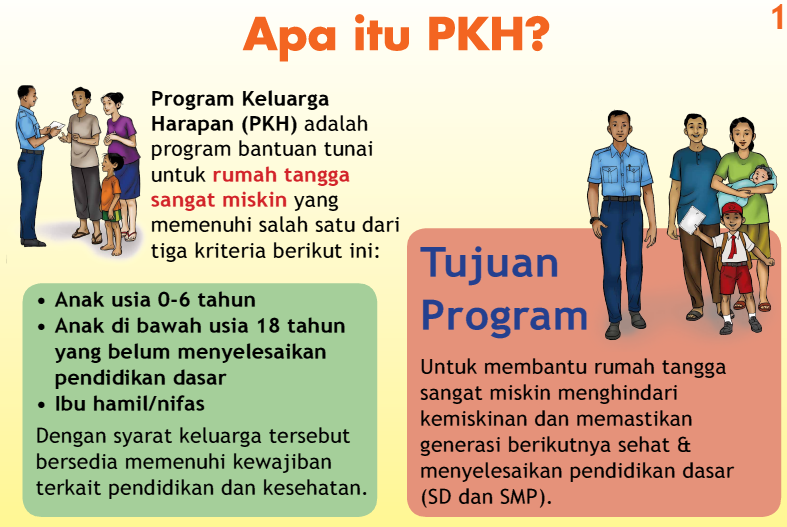 Apa itu PKH?
1
Program Keluarga
Harapan (PKH) adalah
program bantuan tunai
untuk rumah tangga
sangat miskin yang
memenuhi salah satu dari
tiga kriteria berikut ini:
• Anak usia 0-6 tahun
• Anak di bawah usia 18 tahun
yang belum menyelesaikan
pendidikan dasar
• Ibu hamil/nifas
Dengan syarat keluarga tersebut
bersedia memenuhi kewajiban
terkait pendidikan dan kesehatan.
Tujuan
Program
Untuk membantu rumah tangga
sangat miskin menghindari
kemiskinan dan memastikan
generasi berikutnya sehat &
menyelesaikan pendidikan dasar
(SD dan SMP).